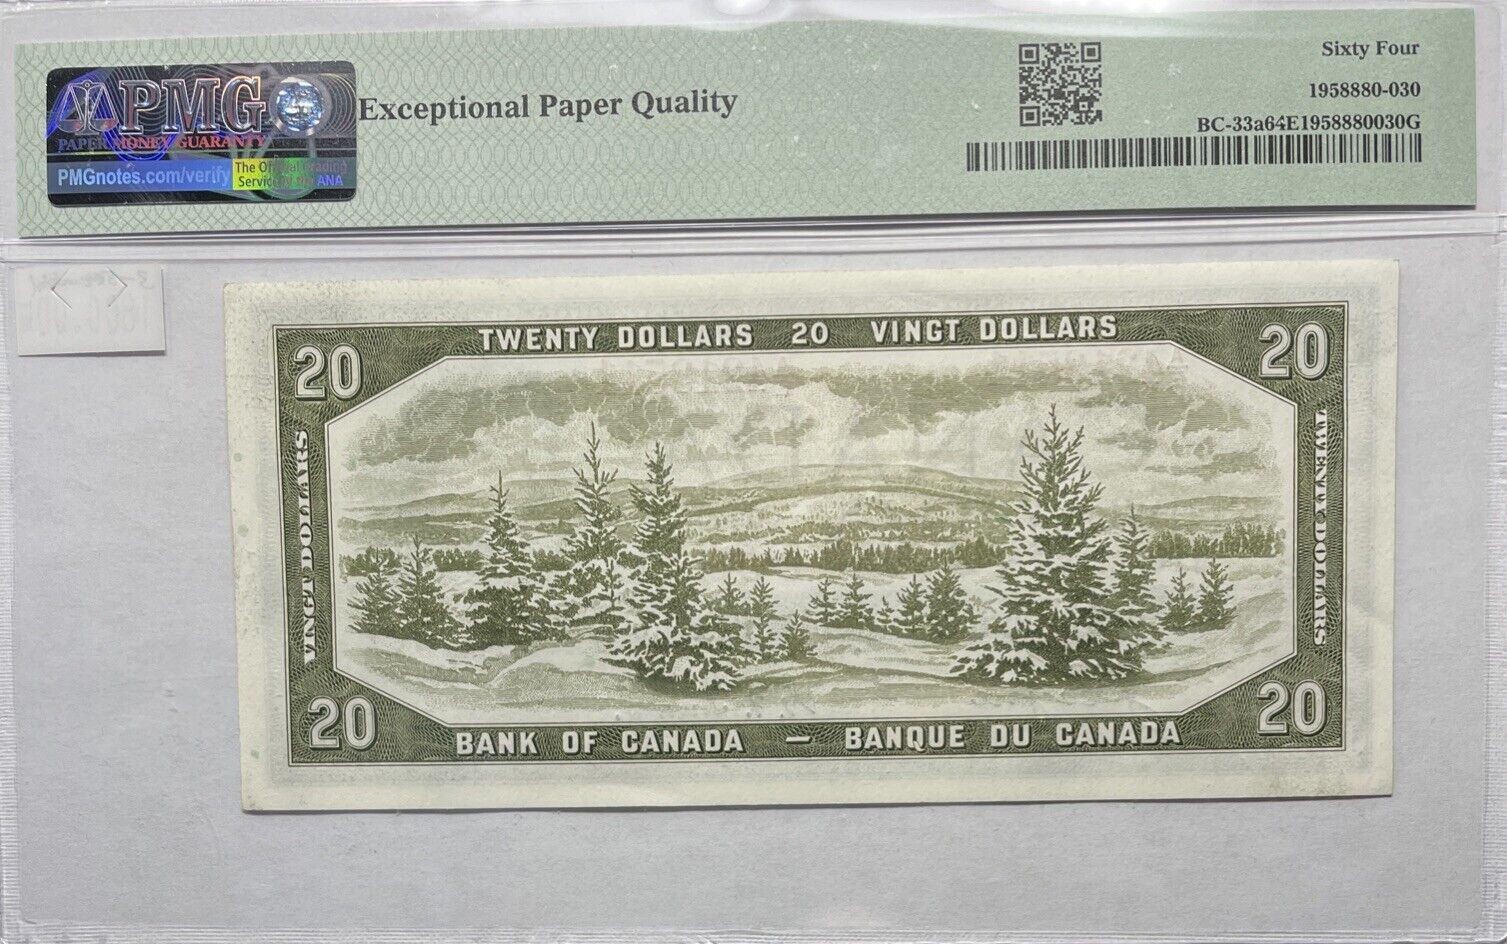 PMG
PAPER MONEY GUARANTY
PMGnotes.com/verify
The Official Grading
Service of the ANA
Exceptional Paper Quality
Sixty Four
1958880-030
BC-33a64E1958880030G
TWENTY DOLLARS 20 VINGT DOLLARS
20
20
VINGT DOLLARS
TWENTY DOLLARS
20
20
BANK OF CANADA — BANQUE DU CANADA